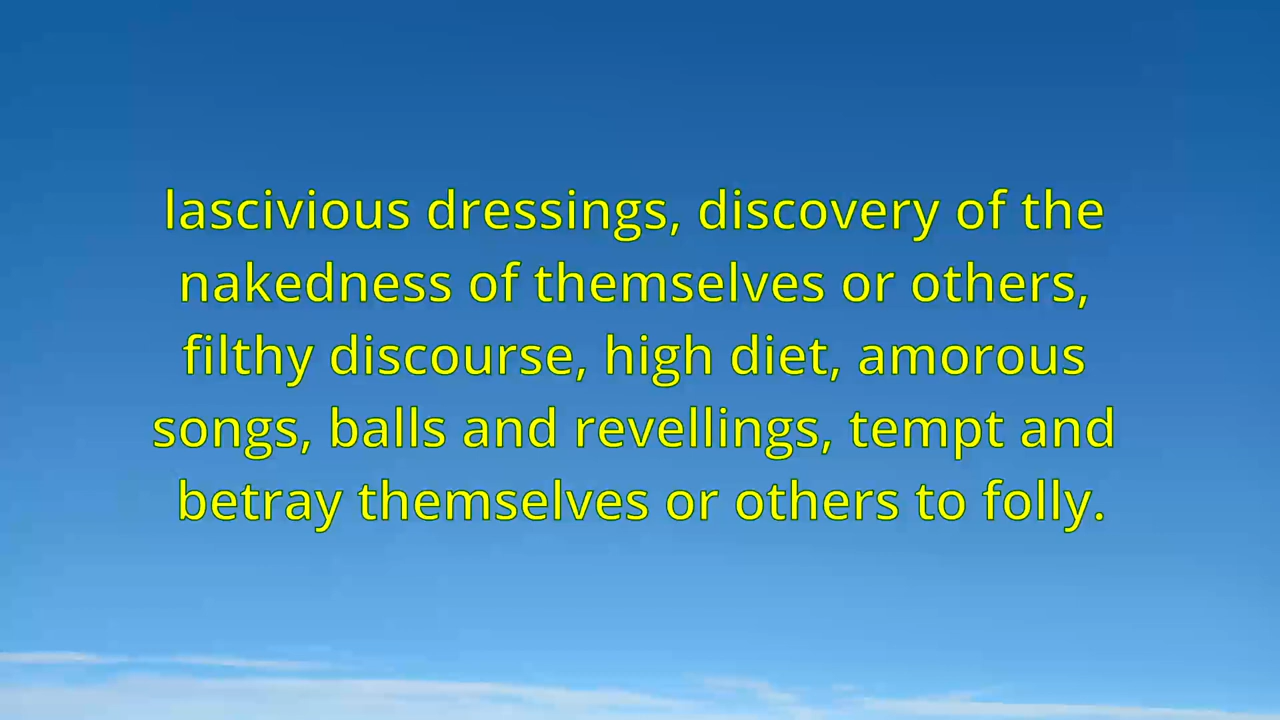 lascivious dressings, discovery of the
nakedness of themselves or others,
filthy discourse, high diet, amorous
songs, balls and revellings, tempt and
betray themselves or others to folly.